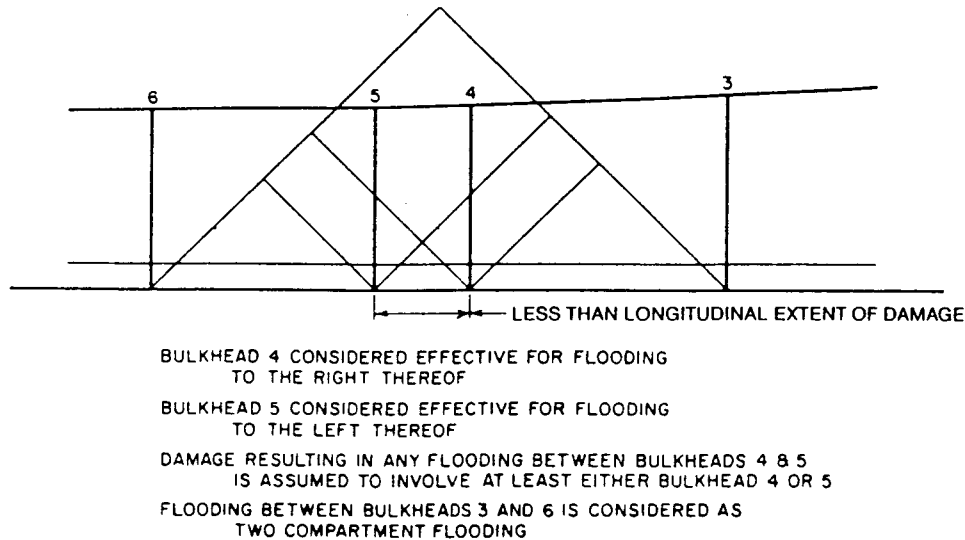 6
5
4
3
LESS THAN LONGITUDINAL EXTENT OF DAMAGE
BULKHEAD 4 CONSIDERED EFFECTIVE FOR FLOODING
TO THE RIGHT THEREOF
BULKHEAD 5 CONSIDERED EFFECTIVE FOR FLOODING
TO THE LEFT THEREOF
DAMAGE RESULTING IN ANY FLOODING BETWEEN BULKHEADS 4 & 5
IS ASSUMED TO INVOLVE AT LEAST EITHER BULKHEAD 4 OR 5
FLOODING BETWEEN BULKHEADS 3 AND 6 IS CONSIDERED AS
TWO COMPARTMENT FLOODING